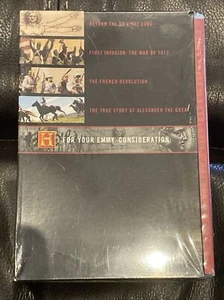 BEYOND THE DA VINCI CODE
FIRST INVASION: THE WAR OF 1812
THE FRENCH REVOLUTION
THE TRUE STORY OF ALEXANDER THE GREAT
H
FOR YOUR EMMY CONSIDERATION